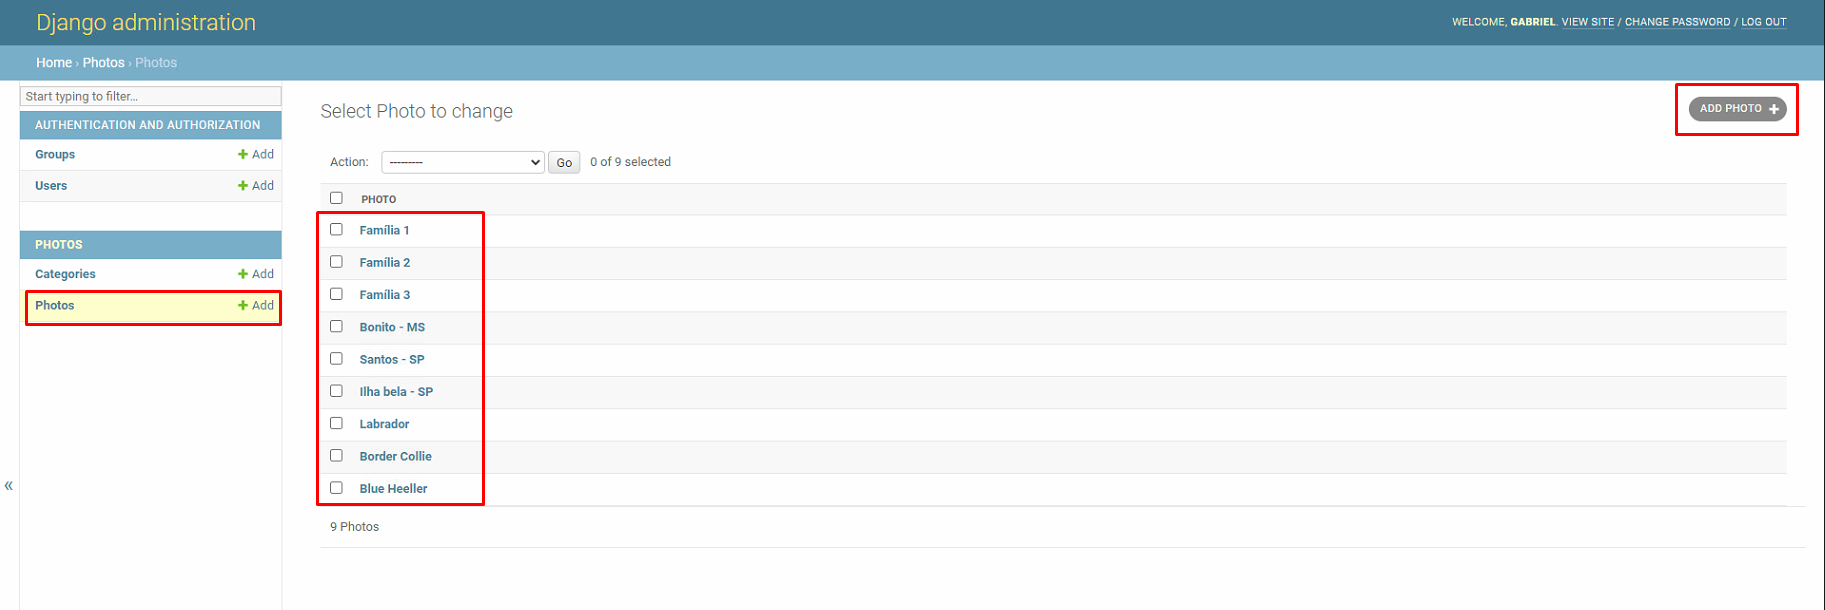 Django administration
WELCOME, GABRIEL. VIEW SITE / CHANGE PASSWORD / LOG OUT
Home › Photos › Photos
Start typing to filter...
AUTHENTICATION AND AUTHORIZATION
Groups + Add
Users + Add
PHOTOS
Categories + Add
Photos + Add
«
Select Photo to change
ADD PHOTO +
Action: --------- Go 0 of 9 selected
PHOTO
Família 1
Família 2
Família 3
Bonito - MS
Santos - SP
Ilha bela - SP
Labrador
Border Collie
Blue Heeller
9 Photos